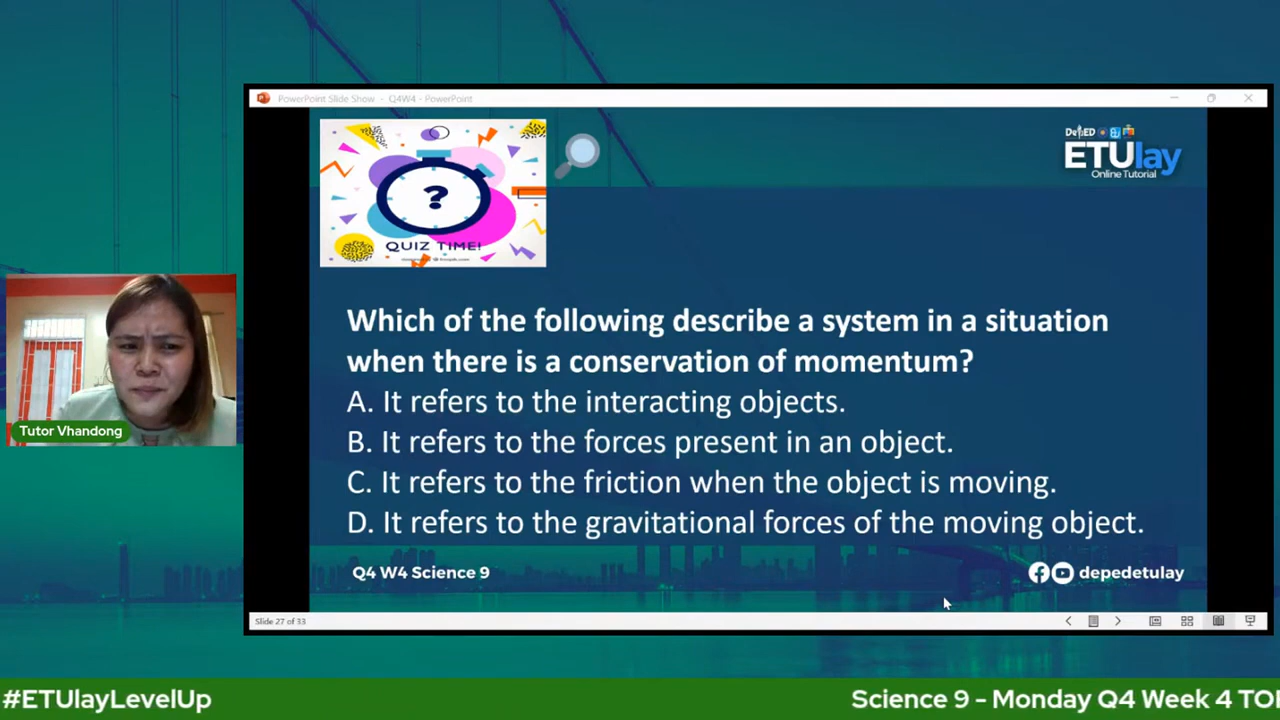 PowerPoint Slide Show - Q4W4 - PowerPoint
?
QUIZ TIME!
DepED
ETUlay
Online Tutorial
Which of the following describe a system in a situation
when there is a conservation of momentum?
A. It refers to the interacting objects.
B. It refers to the forces present in an object.
C. It refers to the friction when the object is moving.
D. It refers to the gravitational forces of the moving object.
Tutor Vhandong
Q4 W4 Science 9
depedetulay
Slide 27 of 33
#ETUlayLevelUp
Science 9 - Monday Q4 Week 4 TO